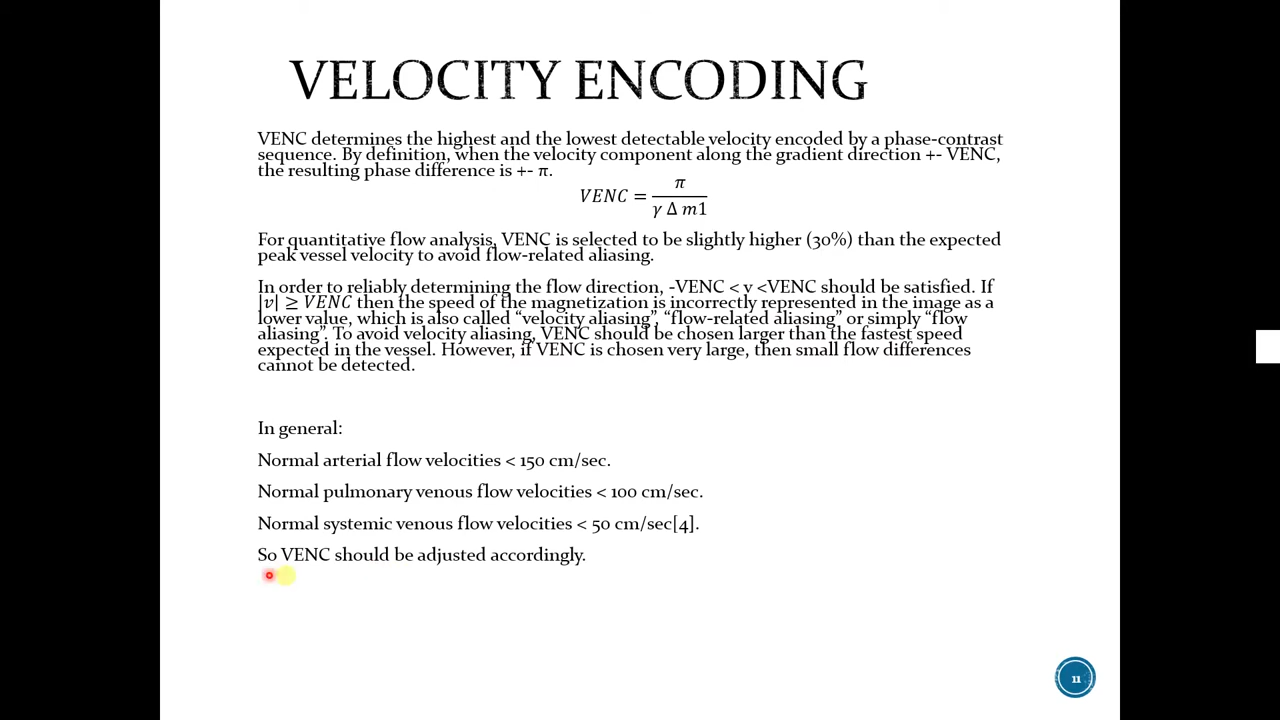 VELOCITY ENCODING
VENC determines the highest and the lowest detectable velocity encoded by a phase-contrast
sequence. By definition, when the velocity component along the gradient direction +- VENC,
the resulting phase difference is +- π.
VENC = π / (γ Δ m1)
For quantitative flow analysis, VENC is selected to be slightly higher (30%) than the expected
peak vessel velocity to avoid flow-related aliasing.
In order to reliably determining the flow direction, -VENC < v <VENC should be satisfied. If
|v| ≥ VENC then the speed of the magnetization is incorrectly represented in the image as a
lower value, which is also called “velocity aliasing”, “flow-related aliasing” or simply “flow
aliasing”. To avoid velocity aliasing, VENC should be chosen larger than the fastest speed
expected in the vessel. However, if VENC is chosen very large, then small flow differences
cannot be detected.
In general:
Normal arterial flow velocities < 150 cm/sec.
Normal pulmonary venous flow velocities < 100 cm/sec.
Normal systemic venous flow velocities < 50 cm/sec[4].
So VENC should be adjusted accordingly.
11